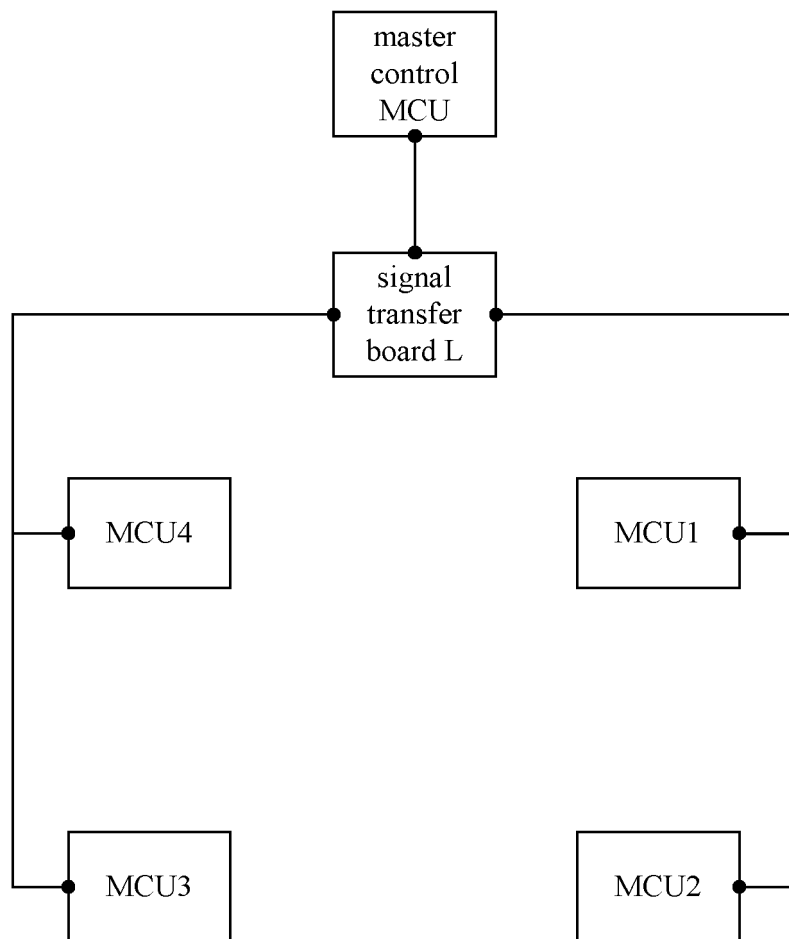 master
control
MCU
signal
transfer
board L
MCU4
MCU1
MCU3
MCU2